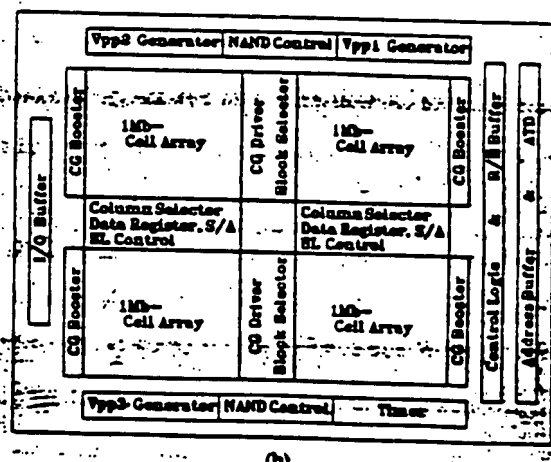 Vpp2 Generator NAND Control Vpp1 Generator
I/O Buffer
CG Booster
1Mb-
Cell Array
CG Driver
Block Selector
1Mb-
Cell Array
CG Booster
Column Selector
Data Register, S/A
BL Control
Column Selector
Data Register, S/A
BL Control
CG Booster
1Mb-
Cell Array
CG Driver
Block Selector
1Mb-
Cell Array
CG Booster
Control Logic &
Buffer
Address Buffer & ATD
Vpp3 Generator NAND Control Timer
(b)